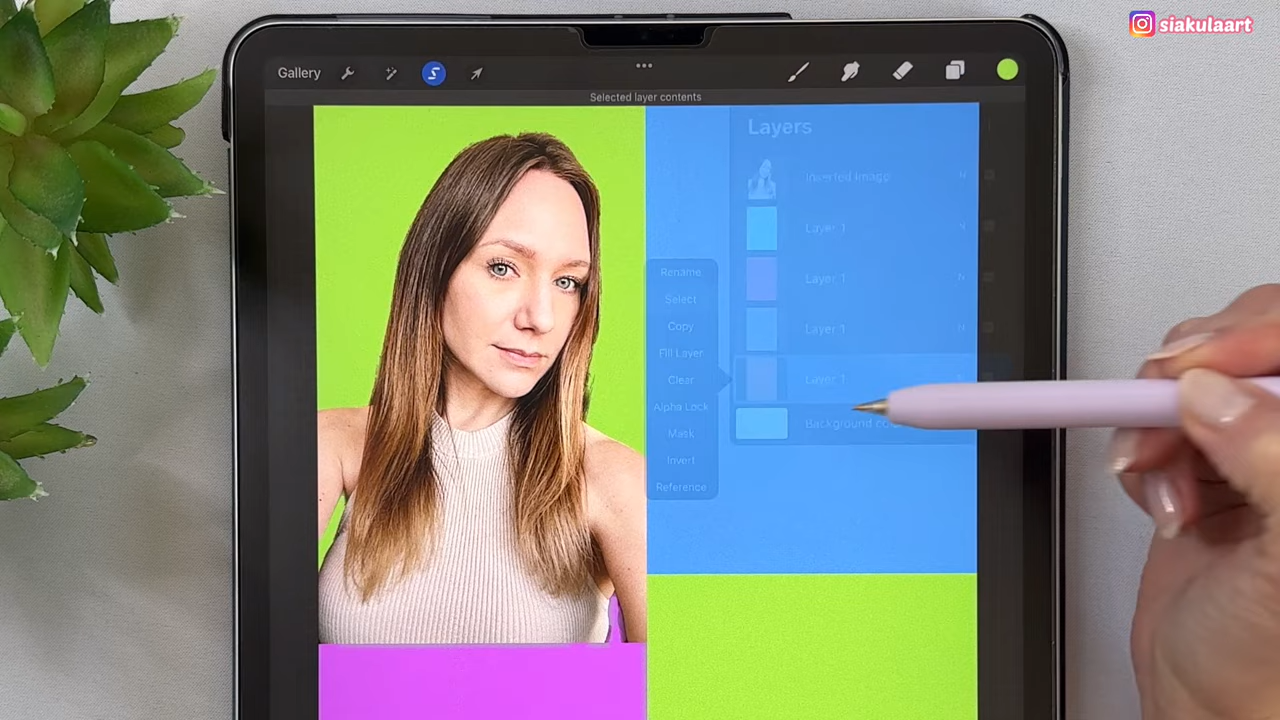 siakulaart
Gallery
Selected layer contents
Layers
Inserted Image
N
Layer 1
N
Layer 1
Layer 1
N
Layer 1
Background
Rename
Select
Copy
Fill Layer
Clear
Alpha Lock
Mask
Invert
Reference